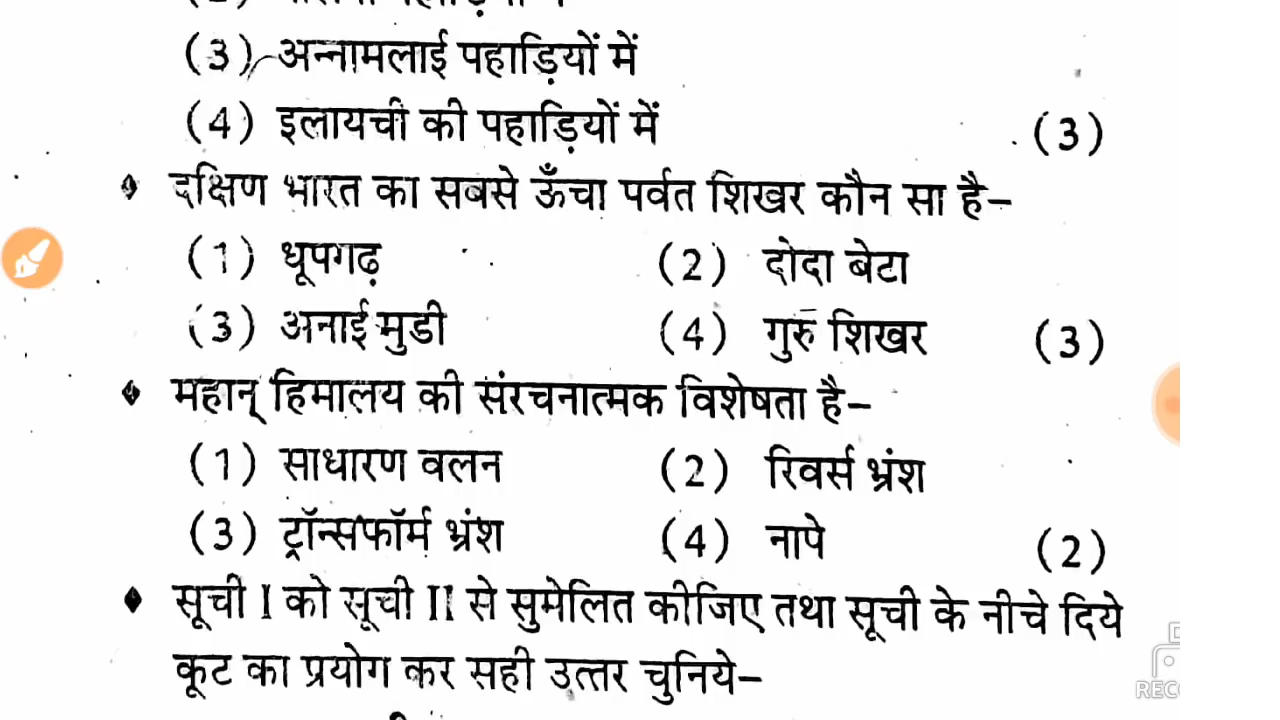 (3) अन्नामलाई पहाड़ियों में
(4) इलायची की पहाड़ियों में (3)
दक्षिण भारत का सबसे ऊँचा पर्वत शिखर कौन सा है–
(1) धूपगढ़ (2) दोदा बेटा
(3) अनाई मुडी (4) गुरु शिखर (3)
महान् हिमालय की संरचनात्मक विशेषता है–
(1) साधारण वलन (2) रिवर्स भ्रंश
(3) ट्रॉन्सफॉर्म भ्रंश (4) नापे (2)
सूची I को सूची II से सुमेलित कीजिए तथा सूची के नीचे दिये
कूट का प्रयोग कर सही उत्तर चुनिये–